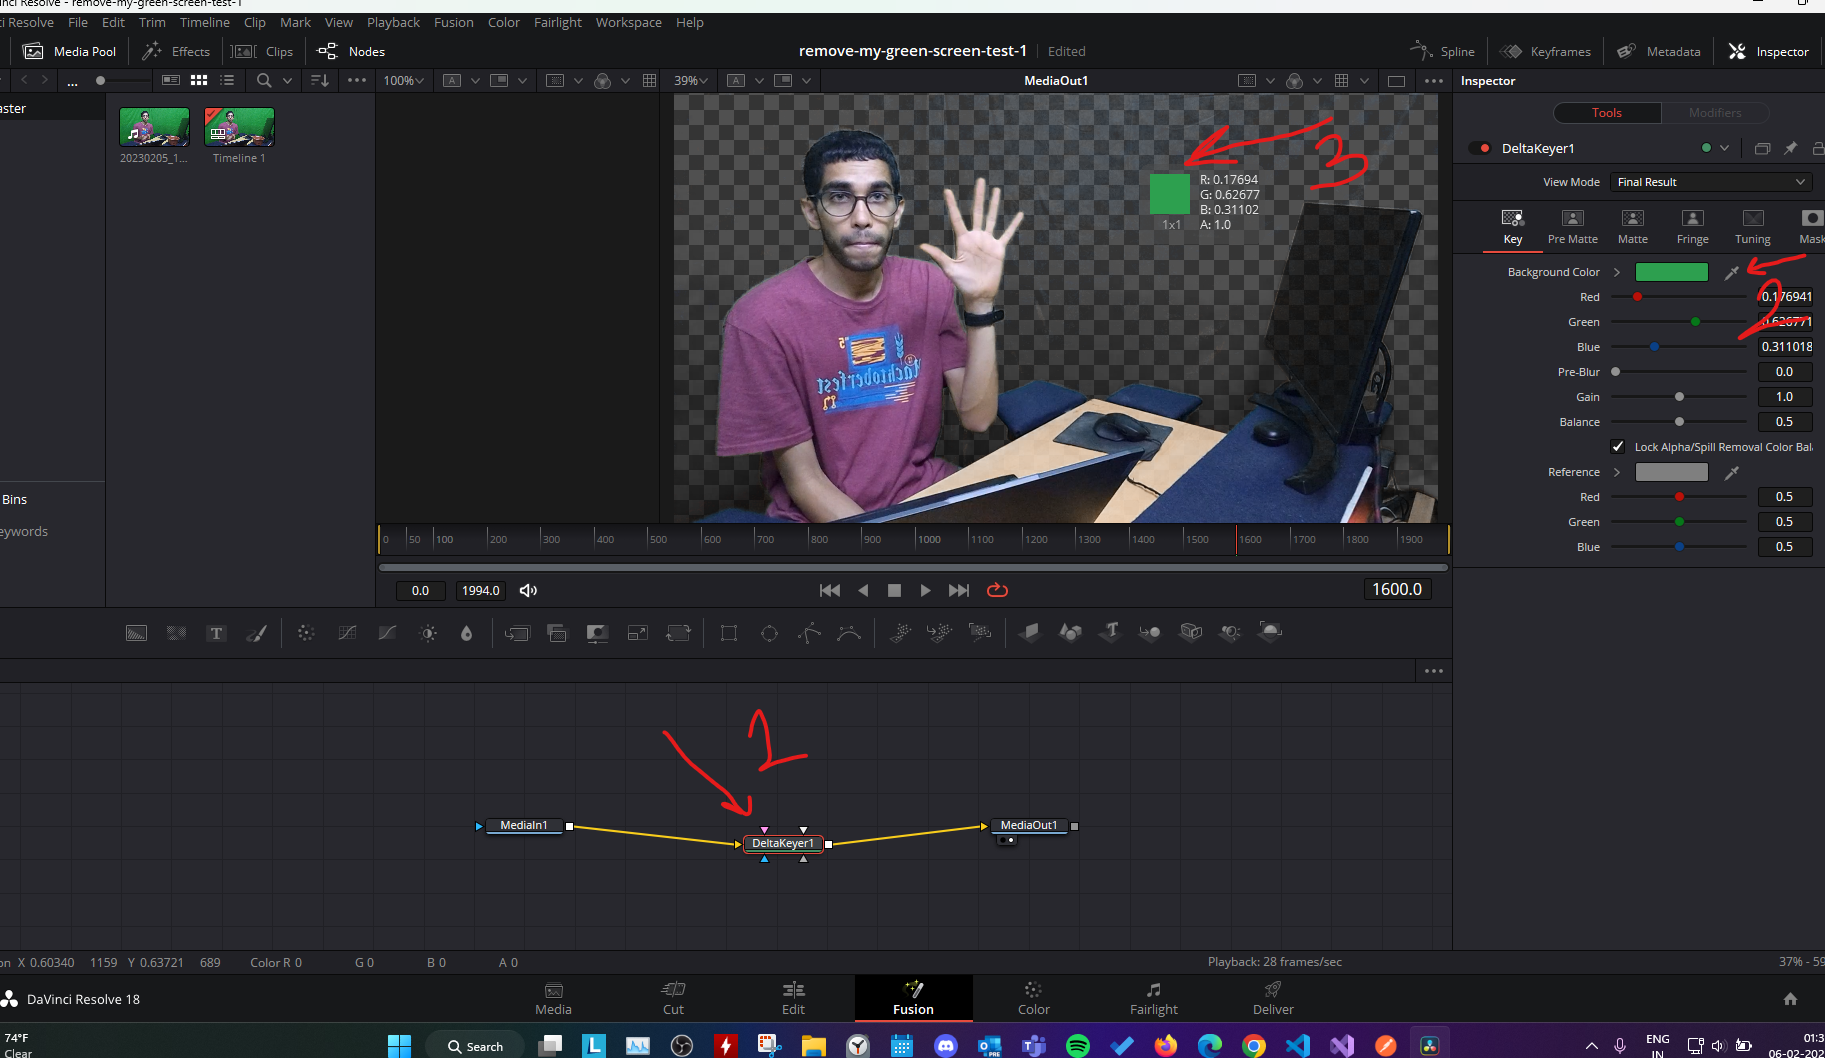 nci Resolve - remove-my-green-screen-test-1
ci Resolve File Edit Trim Timeline Clip Mark View Playback Fusion Color Fairlight Workspace Help
Media Pool Effects Clips Nodes remove-my-green-screen-test-1 Edited Spline Keyframes Metadata Inspector
... 100% A 39% A MediaOut1 Inspector
Tools Modifiers
aster
20230205_1... Timeline 1
DeltaKeyer1
View Mode Final Result
Key Pre Matte Matte Fringe Tuning Mask
3
R: 0.17694
G: 0.62677
B: 0.31102
1x1 A: 1.0
Background Color
2
Red 0.176941
Green 0.626771
Blue 0.311018
Pre-Blur 0.0
Gain 1.0
Balance 0.5
Lock Alpha/Spill Removal Color Bal
Reference
Red 0.5
Green 0.5
Blue 0.5
Hacktoberfest
Bins
eywords
0 50 100 200 300 400 500 600 700 800 900 1000 1100 1200 1300 1400 1500 1600 1700 1800 1900
0.0 1994.0 1600.0
T T
1
MediaIn1 DeltaKeyer1 MediaOut1
on X 0.60340 1159 Y 0.63721 689 Color R 0 G 0 B 0 A 0 Playback: 28 frames/sec 37% - 59
DaVinci Resolve 18 Media Cut Edit Fusion Color Fairlight Deliver
74°F
Clear
Search
L
PRE
ENG
IN
01:3
06-02-202